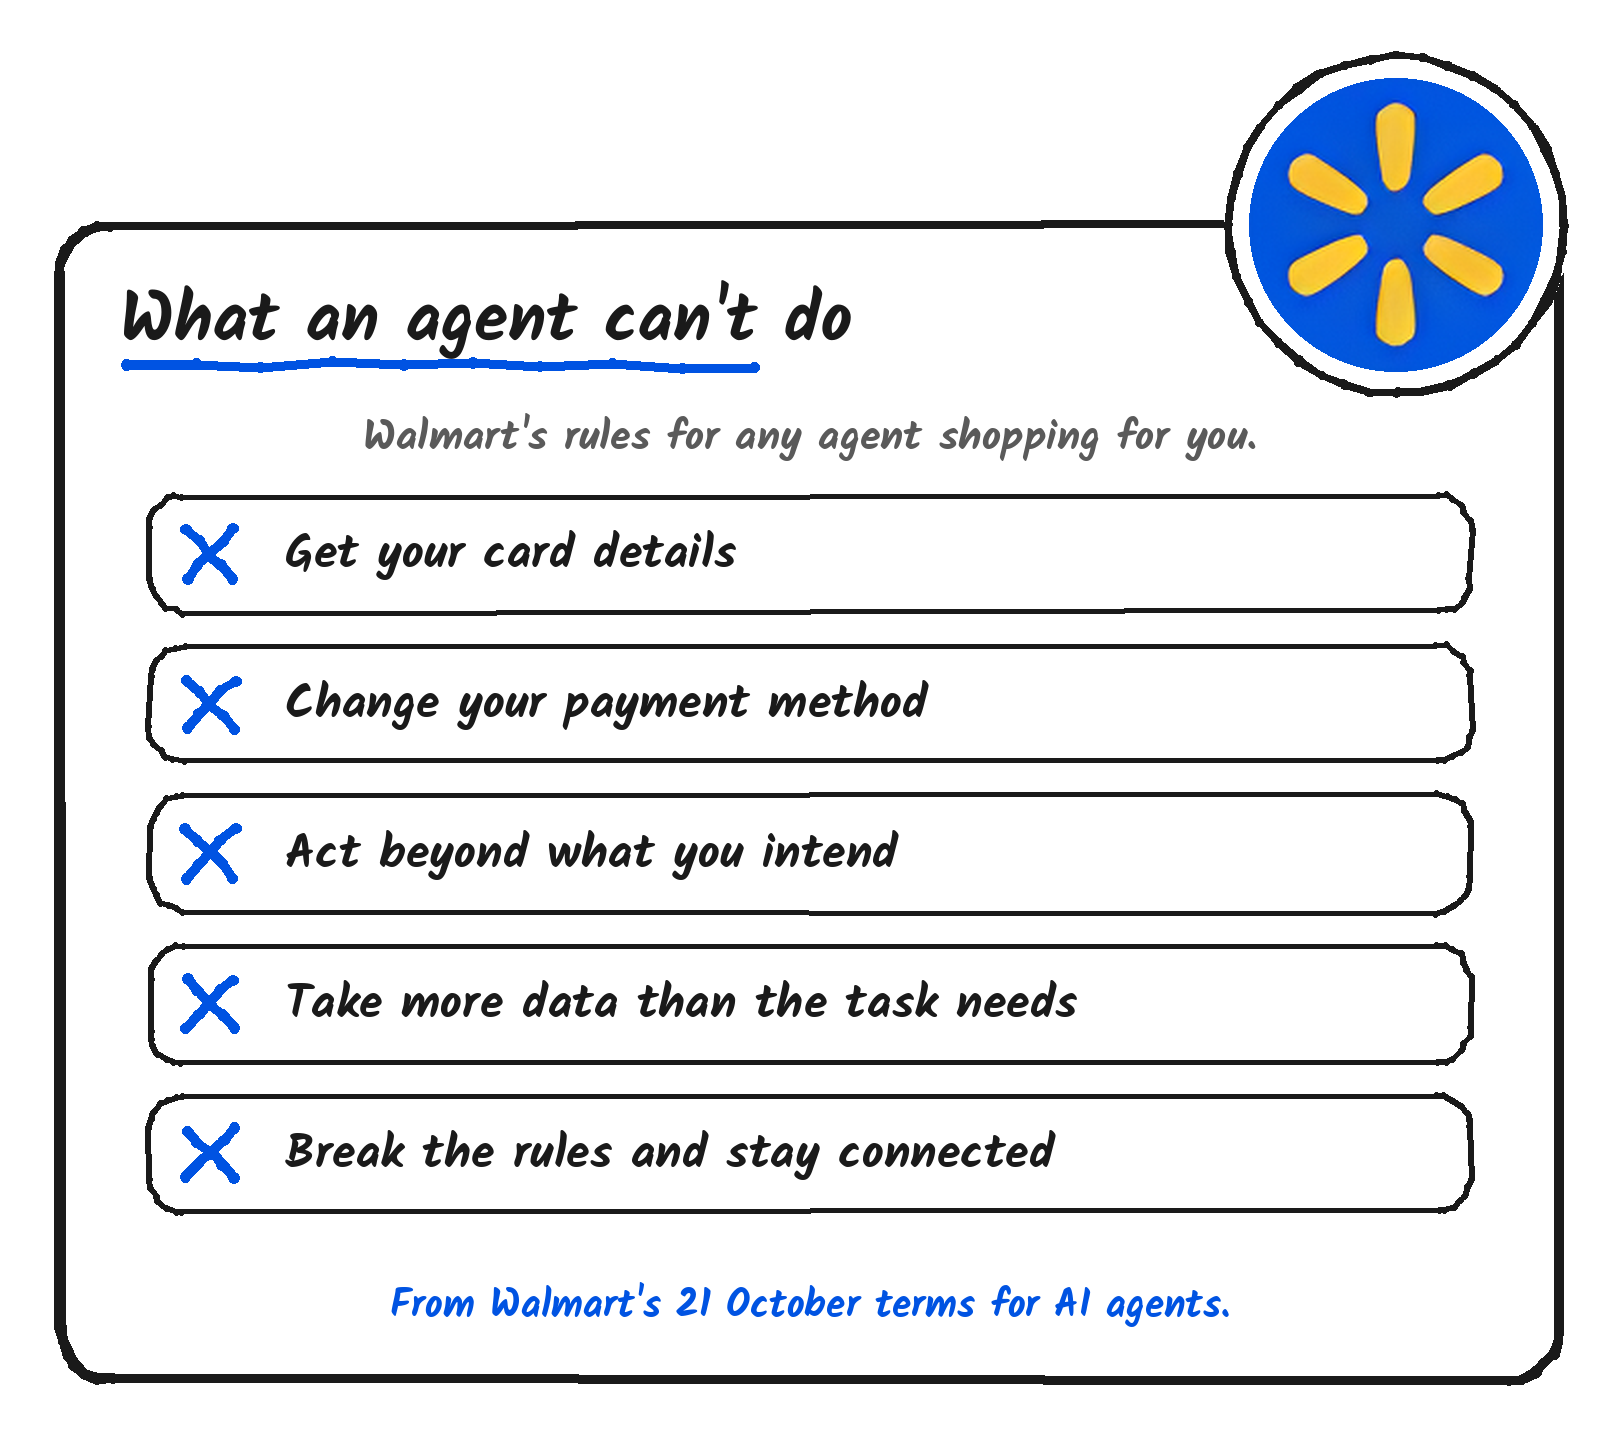 What an agent can't do
Walmart's rules for any agent shopping for you.
Get your card details
Change your payment method
Act beyond what you intend
Take more data than the task needs
Break the rules and stay connected
From Walmart's 21 October terms for AI agents.